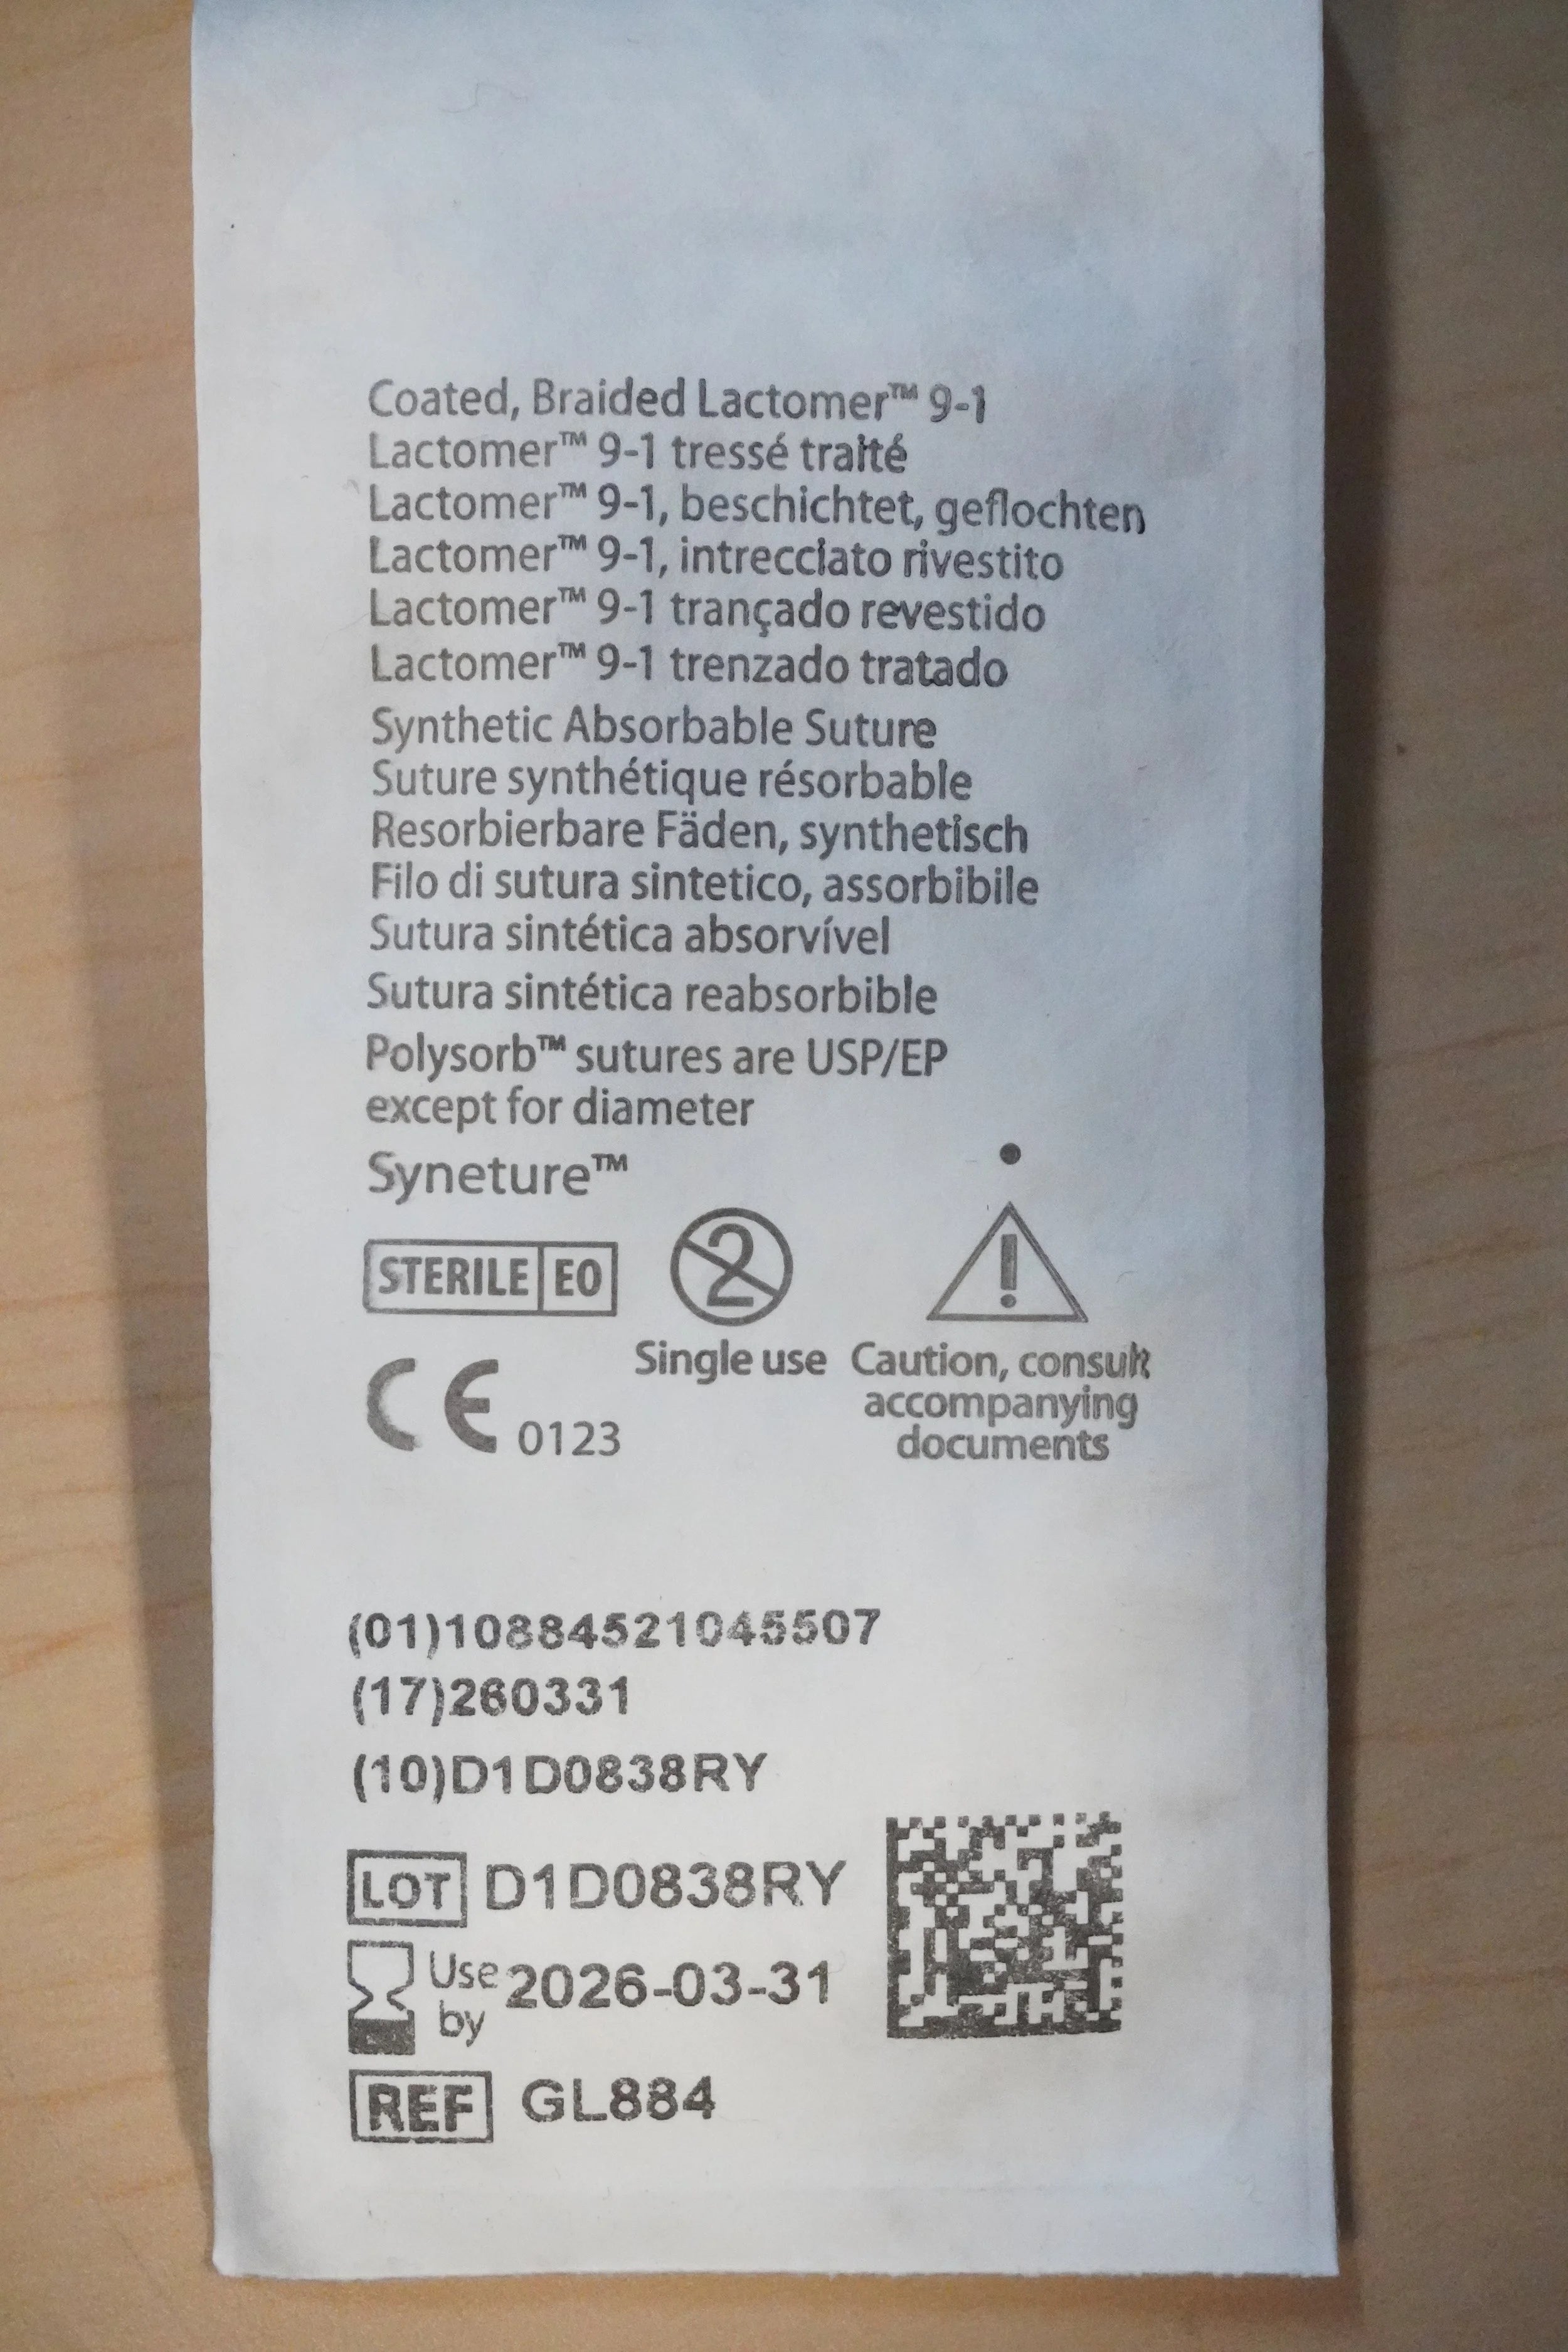 Coated, Braided Lactomer™ 9-1
Lactomer™ 9-1 tressé traité
Lactomer™ 9-1, beschichtet, geflochten
Lactomer™ 9-1, intrecciato rivestito
Lactomer™ 9-1 trançado revestido
Lactomer™ 9-1 trenzado tratado
Synthetic Absorbable Suture
Suture synthétique résorbable
Resorbierbare Fäden, synthetisch
Filo di sutura sintetico, assorbibile
Sutura sintética absorvível
Sutura sintética reabsorbible
Polysorb™ sutures are USP/EP
except for diameter
Syneture™
STERILE EO
2
!
Single use
Caution, consult
accompanying
documents
CE 0123
(01)10884521045507
(17)260331
(10)D1D0838RY
LOT D1D0838RY
Use by 2026-03-31
REF GL884